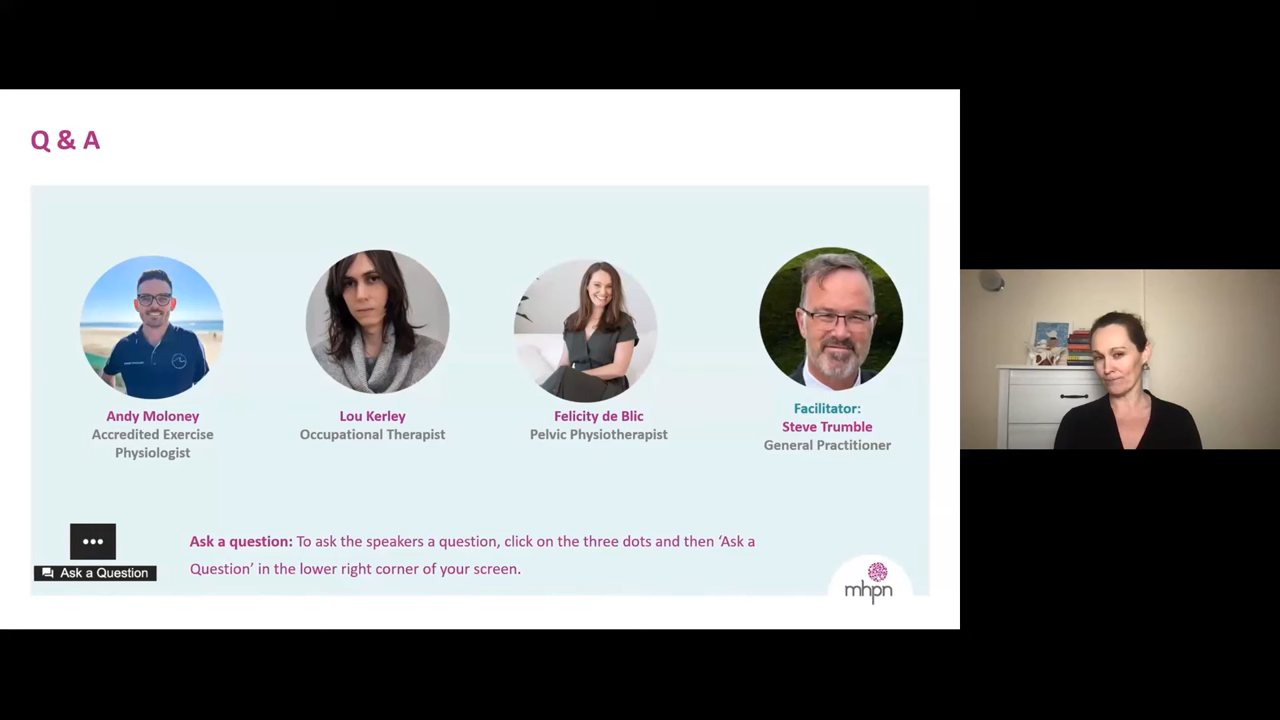 Q & A
Andy Moloney
Accredited Exercise
Physiologist
Lou Kerley
Occupational Therapist
Felicity de Blic
Pelvic Physiotherapist
Facilitator:
Steve Trumble
General Practitioner
Ask a question: To ask the speakers a question, click on the three dots and then ‘Ask a
Question’ in the lower right corner of your screen.
Ask a Question
mhpn